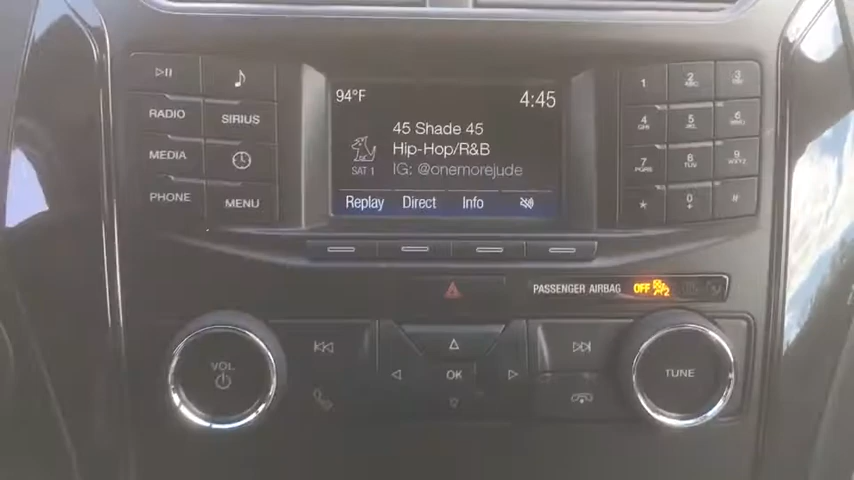 94°F
4:45
45|Shade 45
Hip-Hop/R&B
IG: @onemorejude
SAT 1
Replay Direct Info
RADIO
SIRIUS
MEDIA
PHONE
MENU
1 2 ABC 3 DEF
4 GHI 5 JKL 6 MNO
7 PQRS 8 TUV 9 WXYZ
* 0 + #
PASSENGER AIRBAG OFF 2
VOL
OK
TUNE